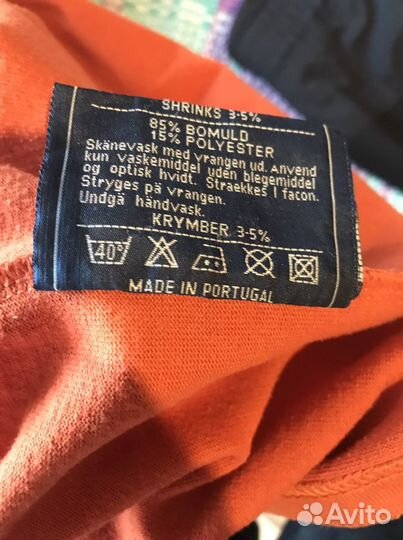 SHRINKS 3-5%
85% BOMULD
15% POLYESTER
Skånevask med vrangen ud. Anvend
kun vaskemiddel uden blegemiddel
og optisk hvidt. Straekkes I facon.
Stryges på vrangen.
Undgå håndvask.
KRYMBER 3-5%
40°
MADE IN PORTUGAL
Avito